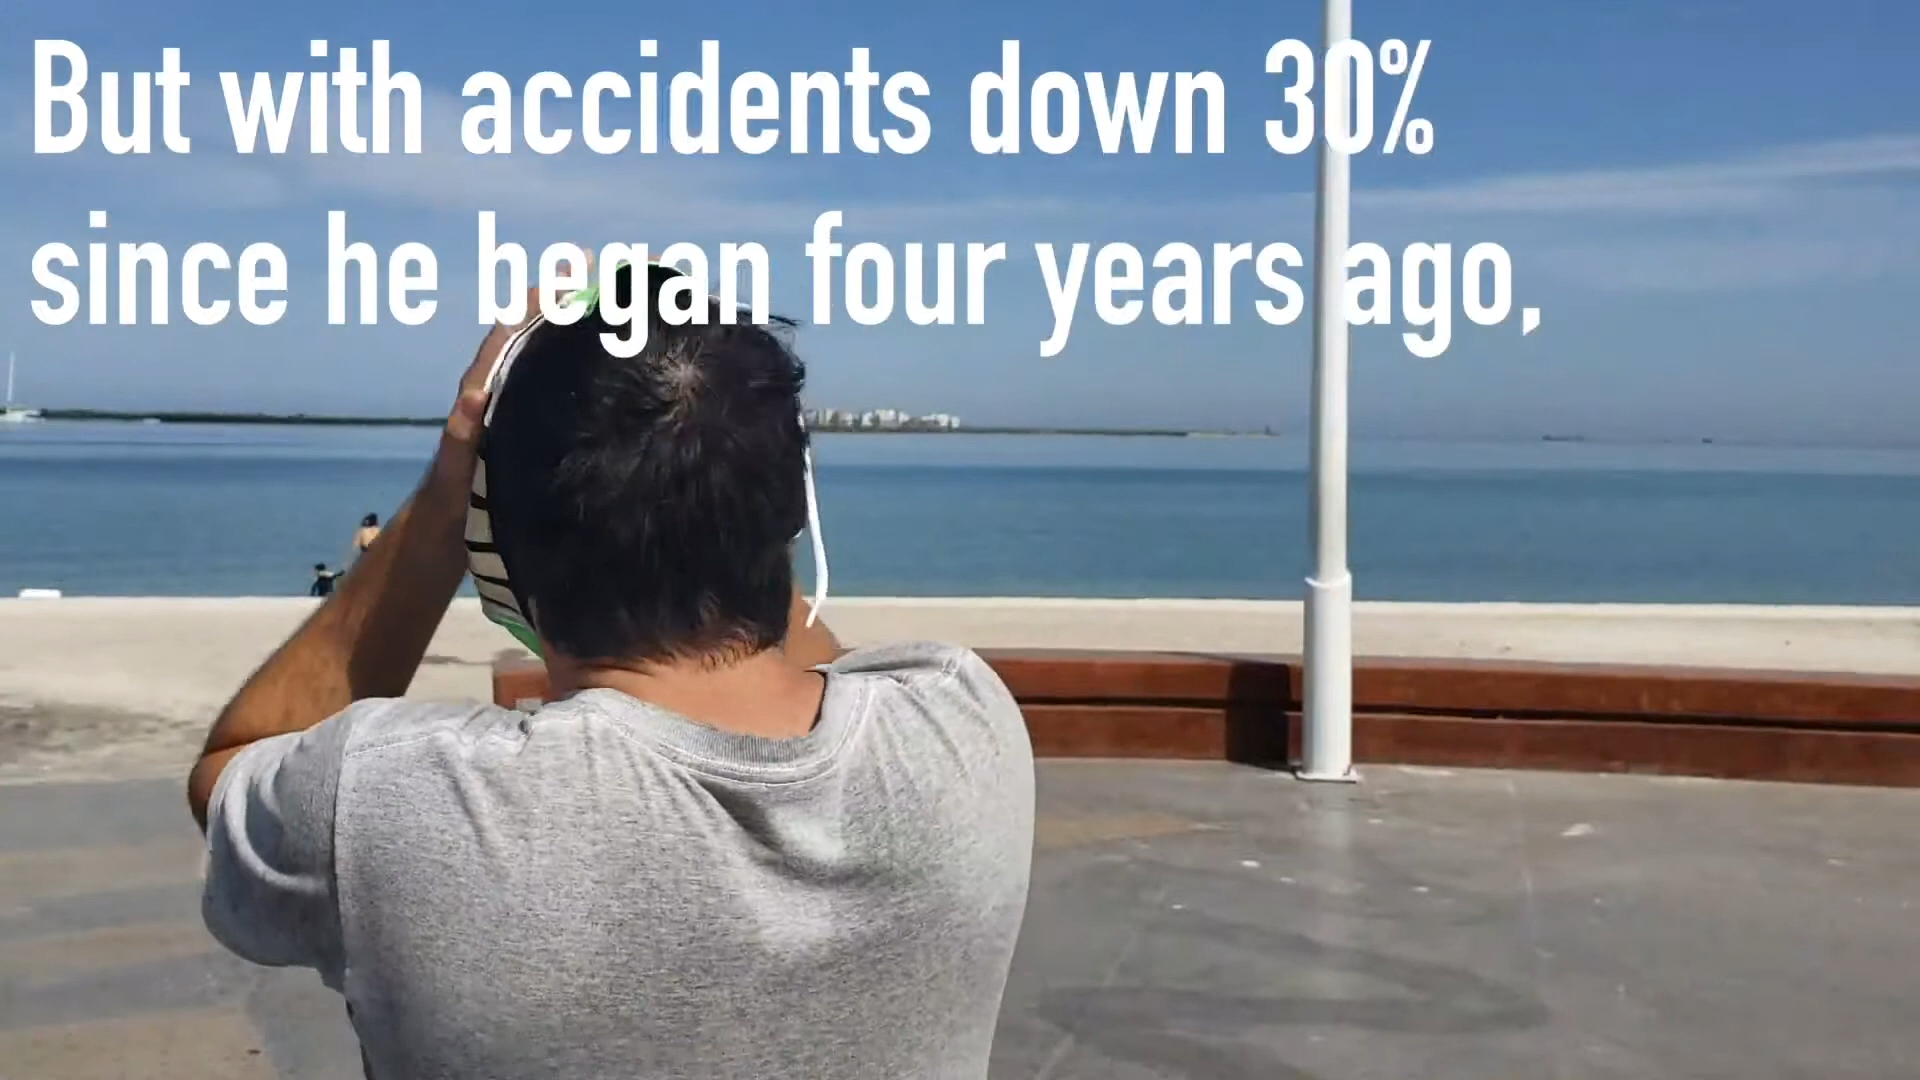 But with accidents down 30%
since he began four years ago,